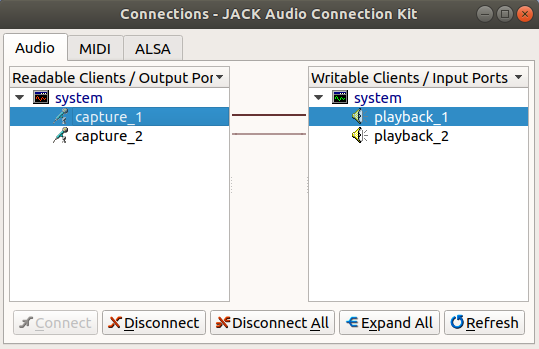 Connections - JACK Audio Connection Kit
Audio MIDI ALSA
Readable Clients / Output Por
Writable Clients / Input Ports
system
capture_1
capture_2
system
playback_1
playback_2
Connect Disconnect Disconnect All Expand All Refresh